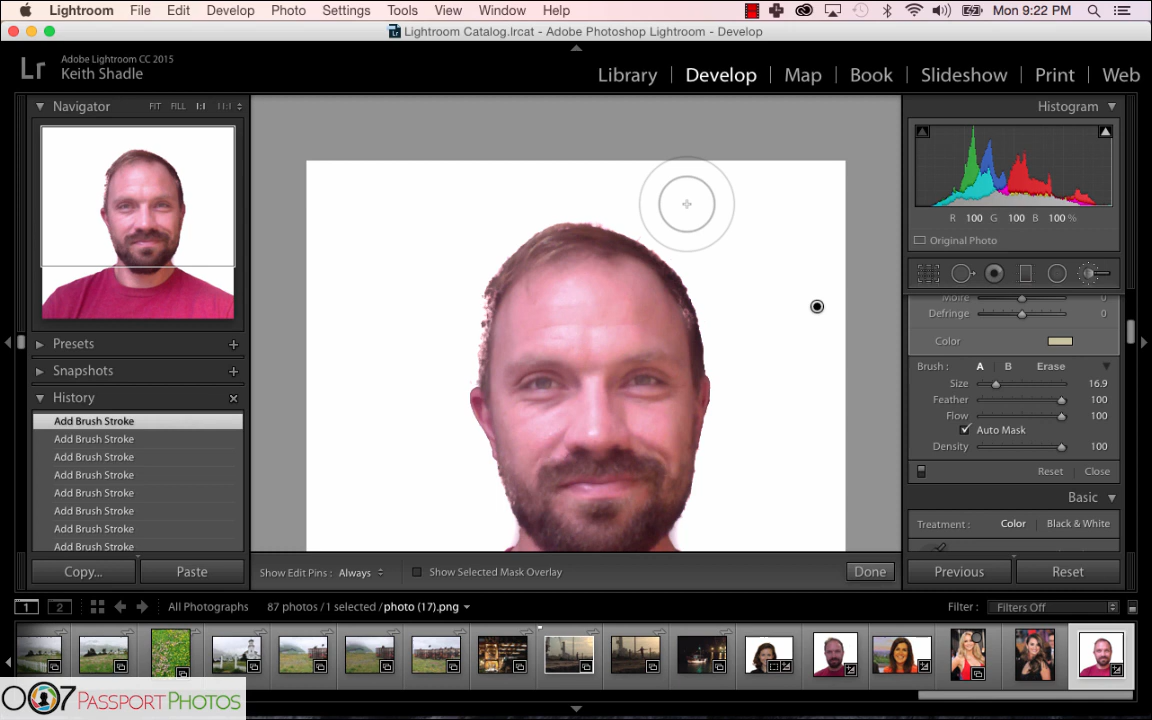 Lightroom File Edit Develop Photo Settings Tools View Window Help Mon 9:22 PM
Lightroom Catalog.lrcat - Adobe Photoshop Lightroom - Develop
Lr Adobe Lightroom CC 2015
Keith Shadle
Library | Develop | Map | Book | Slideshow | Print | Web
Navigator FIT FILL 1:1 11:1
Histogram
R 100 G 100 B 100 %
Original Photo
Moire 0
Defringe 0
Color
Brush : A B Erase
Size 16.9
Feather 100
Flow 100
Auto Mask
Density 100
Reset Close
Basic
Treatment : Color Black & White
Presets
Snapshots
History
Add Brush Stroke
Add Brush Stroke
Add Brush Stroke
Add Brush Stroke
Add Brush Stroke
Add Brush Stroke
Add Brush Stroke
Add Brush Stroke
Copy... Paste
Show Edit Pins : Always Show Selected Mask Overlay Done
Previous Reset
1 2 All Photographs 87 photos / 1 selected / photo (17).png Filter : Filters Off
007 PASSPORT PHOTOS